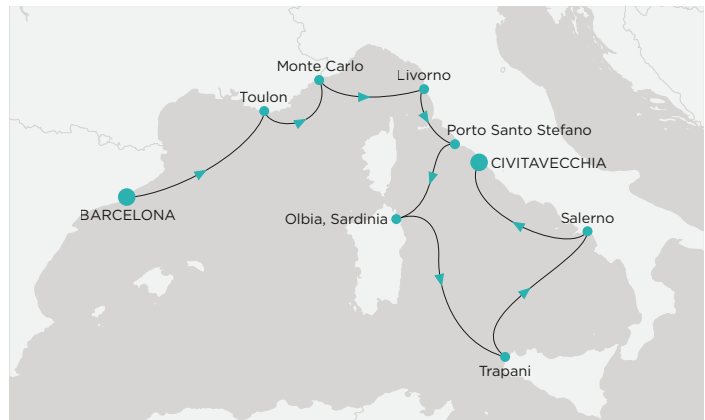 Monte Carlo
Livorno
Toulon
Porto Santo Stefano
CIVITAVECCHIA
BARCELONA
Olbia, Sardinia
Salerno
Trapani